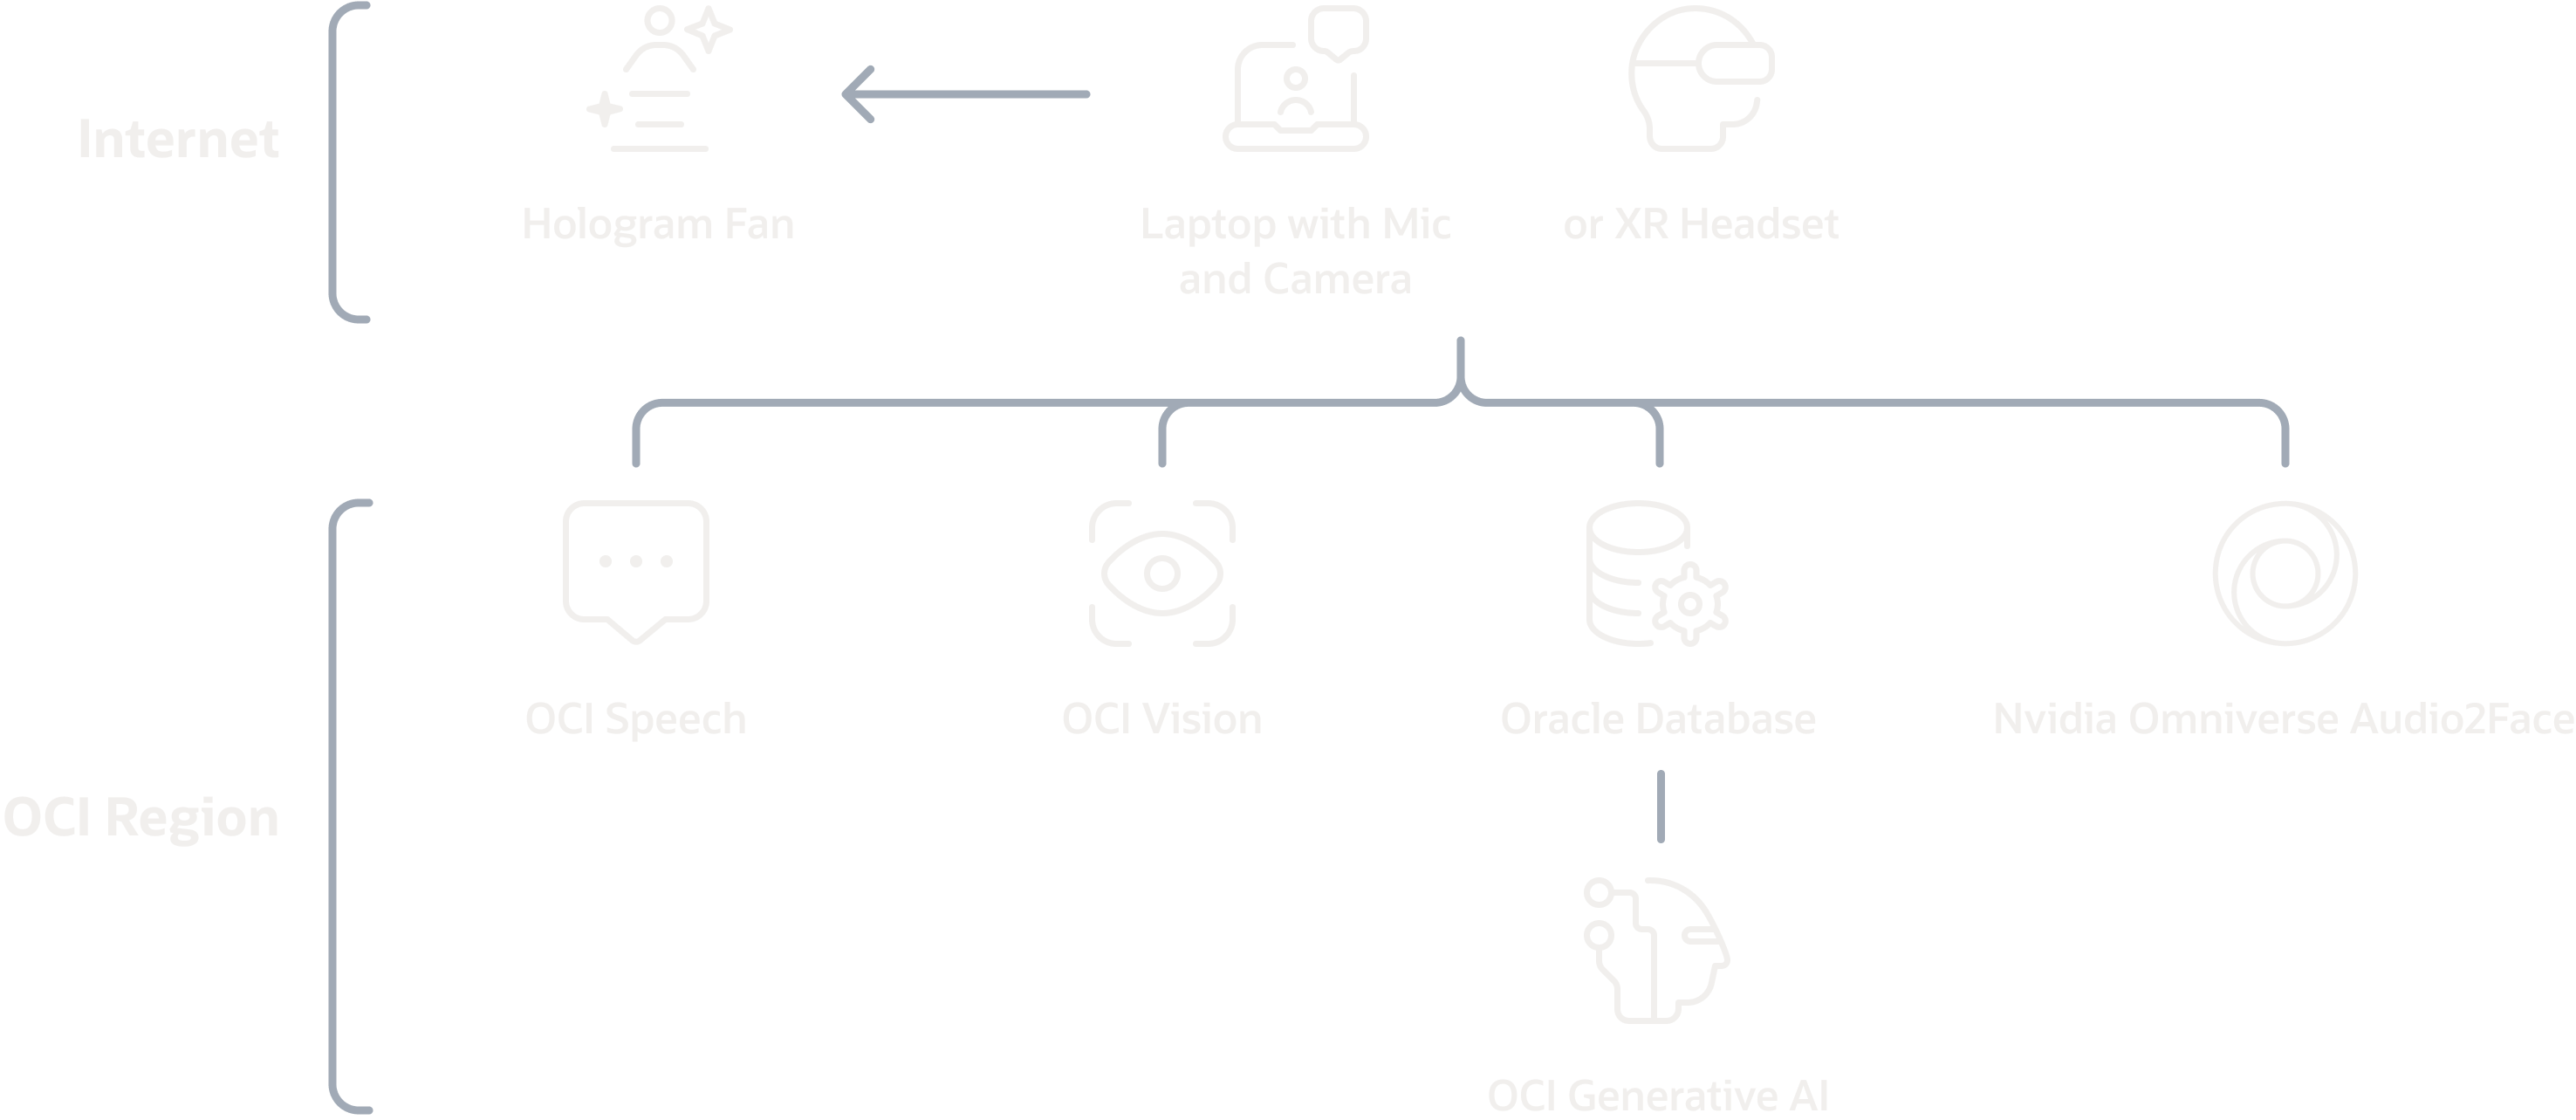 Internet
Hologram Fan
Laptop with Mic
and Camera
or XR Headset
OCI Region
OCI Speech
OCI Vision
Oracle Database
Nvidia Omniverse Audio2Face
OCI Generative AI